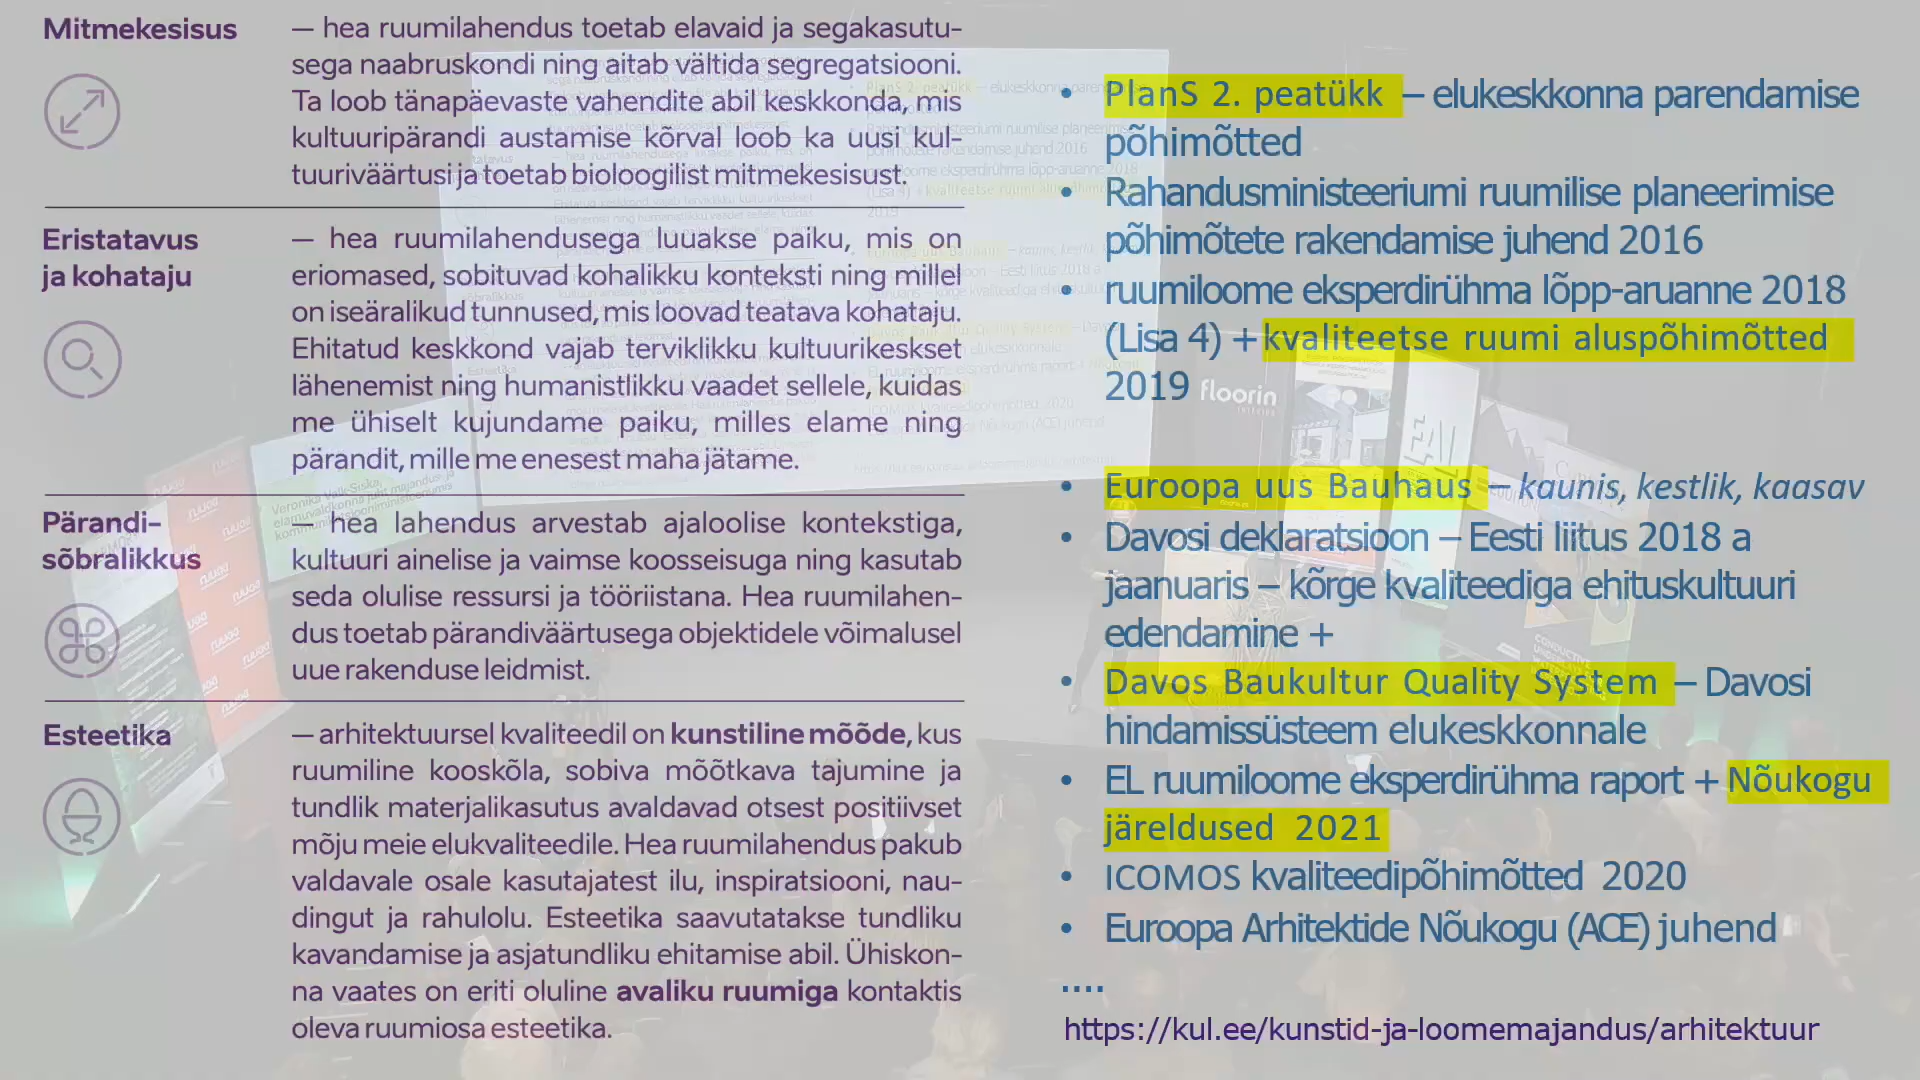 Mitmekesisus
— hea ruumilahendus toetab elavaid ja segakasutu-
sega naabruskondi ning aitab vältida segregatsiooni.
Ta loob tänapäevaste vahendite abil keskkonda, mis
kultuuripärandi austamise kõrval loob ka uusi kul-
tuuriväärtusi ja toetab bioloogilist mitmekesisust.
Eristatavus
ja kohataju
— hea ruumilahendusega luuakse paiku, mis on
eriomased, sobituvad kohalikku konteksti ning millel
on iseäralikud tunnused, mis loovad teatava kohataju.
Ehitatud keskkond vajab terviklikku kultuurikeskset
lähenemist ning humanistlikku vaadet sellele, kuidas
me ühiselt kujundame paiku, milles elame ning
pärandit, mille me enesest maha jätame.
Pärandi-
sõbralikkus
— hea lahendus arvestab ajaloolise kontekstiga,
kultuuri ainelise ja vaimse koosseisuga ning kasutab
seda olulise ressursi ja tööriistana. Hea ruumilahen-
dus toetab pärandiväärtusega objektidele võimalusel
uue rakenduse leidmist.
Esteetika
— arhitektuursel kvaliteedil on kunstiline mõõde, kus
ruumiline kooskõla, sobiva mõõtkava tajumine ja
tundlik materjalikasutus avaldavad otsest positiivset
mõju meie elukvaliteedile. Hea ruumilahendus pakub
valdavale osale kasutajatest ilu, inspiratsiooni, nau-
dingut ja rahulolu. Esteetika saavutatakse tundliku
kavandamise ja asjatundliku ehitamise abil. Ühiskon-
na vaates on eriti oluline avaliku ruumiga kontaktis
oleva ruumiosa esteetika.
• PlanS 2. peatükk – elukeskkonna parendamise
põhimõtted
• Rahandusministeeriumi ruumilise planeerimise
põhimõtete rakendamise juhend 2016
• ruumiloome eksperdirühma lõpp-aruanne 2018
(Lisa 4) + kvaliteetse ruumi aluspõhimõtted
2019
• Euroopa uus Bauhaus – kaunis, kestlik, kaasav
• Davosi deklaratsioon – Eesti liitus 2018 a
jaanuaris – kõrge kvaliteediga ehituskultuuri
edendamine +
• Davos Baukultur Quality System – Davosi
hindamissüsteem elukeskkonnale
• EL ruumiloome eksperdirühma raport + Nõukogu
järeldused 2021
• ICOMOS kvaliteedipõhimõtted 2020
• Euroopa Arhitektide Nõukogu (ACE) juhend
....
https://kul.ee/kunstid-ja-loomemajandus/arhitektuur
floorin
EAL
Veronika Valk-Siska,
ruukki
ruukki
ruukki